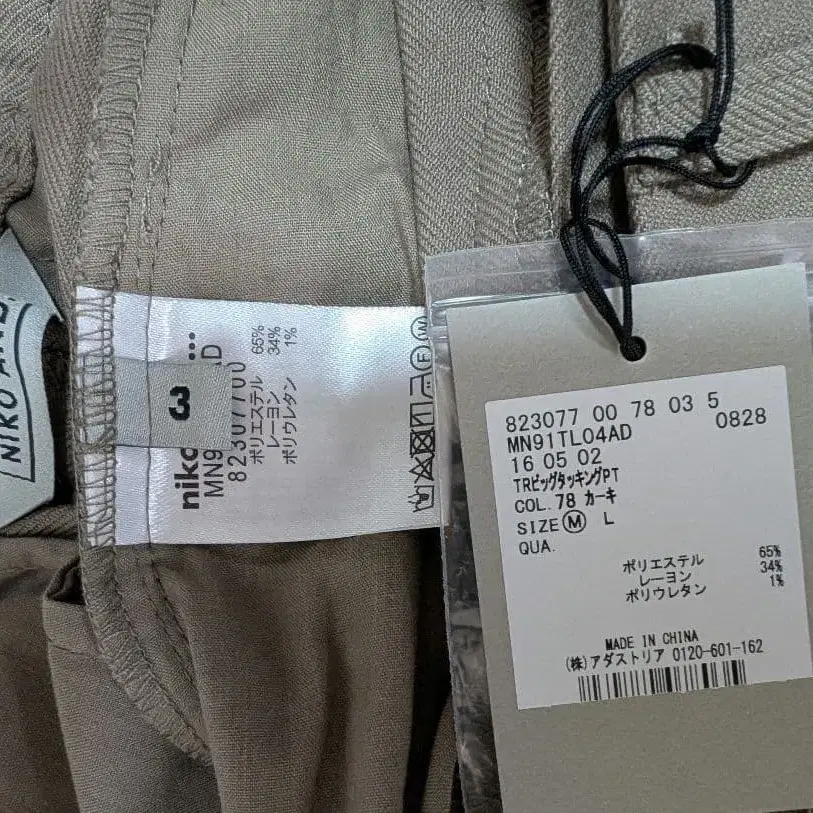 NIKO AND
3
niko
...
MN9
AD
82307700
ポリエステル 65%
レーヨン 34%
ポリウレタン 1%
823077 00 78 03 5
MN91TL04AD 0828
16 05 02
TRビッグタッキングPT
COL.78 カーキ
SIZE Ⓜ L
QUA.
ポリエステル 65%
レーヨン 34%
ポリウレタン 1%
MADE IN CHINA
(株)アダストリア 0120-601-162